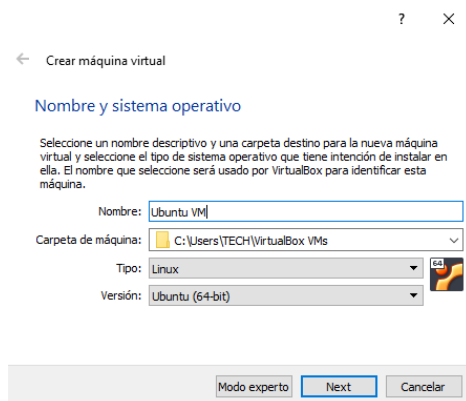 ?
Crear máquina virtual
Nombre y sistema operativo
Seleccione un nombre descriptivo y una carpeta destino para la nueva máquina
virtual y seleccione el tipo de sistema operativo que tiene intención de instalar en
ella. El nombre que seleccione será usado por VirtualBox para identificar esta
máquina.
Nombre: Ubuntu VM
Carpeta de máquina: C:\Users\TECH\VirtualBox VMs
Tipo: Linux
64
Versión: Ubuntu (64-bit)
Modo experto Next Cancelar